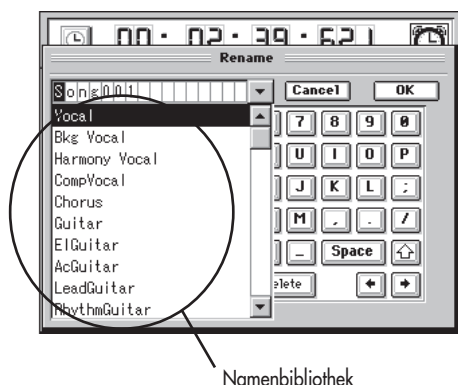 00 · 02 · 39 · 621
Rename
Song001
Cancel OK
Vocal
7 8 9 0
Bkg Vocal
Harmony Vocal
U I O P
CompVocal
J K L ;
Chorus
Guitar
M , . /
ElGuitar
AcGuitar
- Space
LeadGuitar
RhythmGuitar
Namenbibliothek